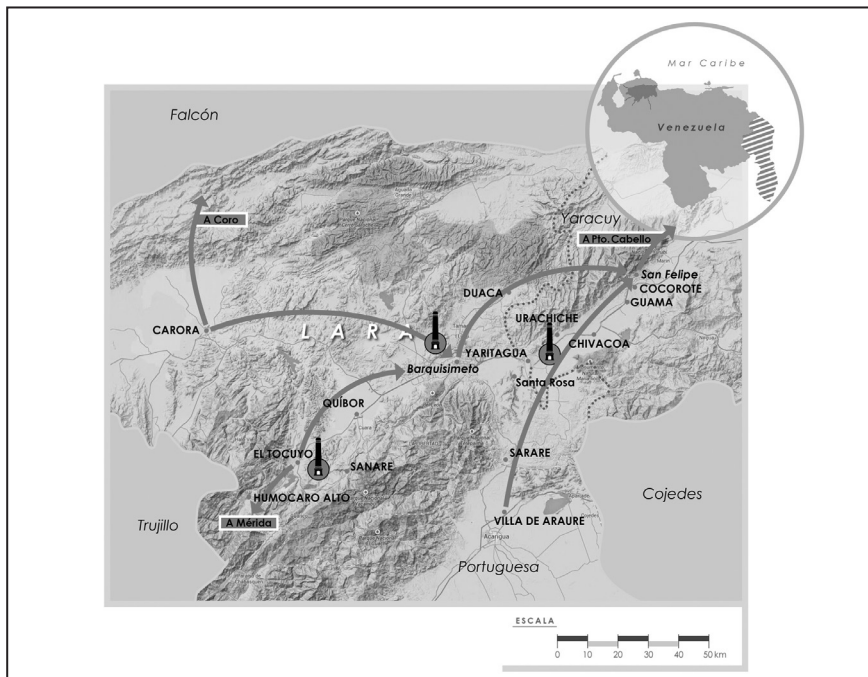 Mar Caribe
Venezuela
Falcón
A Coro
Yaracuy
A Pto. Cabello
San Felipe
COCOROTE
GUAMA
DUACA
CARORA
LARA
URACHICHE
CHIVACOA
YARITAGUA
Barquisimeto
Santa Rosa
QUÍBOR
EL TOCUYO
SANARE
SARARE
HUMOCARO ALTO
A Mérida
Trujillo
VILLA DE ARAURE
Acarigua
Cojedes
Portuguesa
ESCALA
0 10 20 30 40 50 km